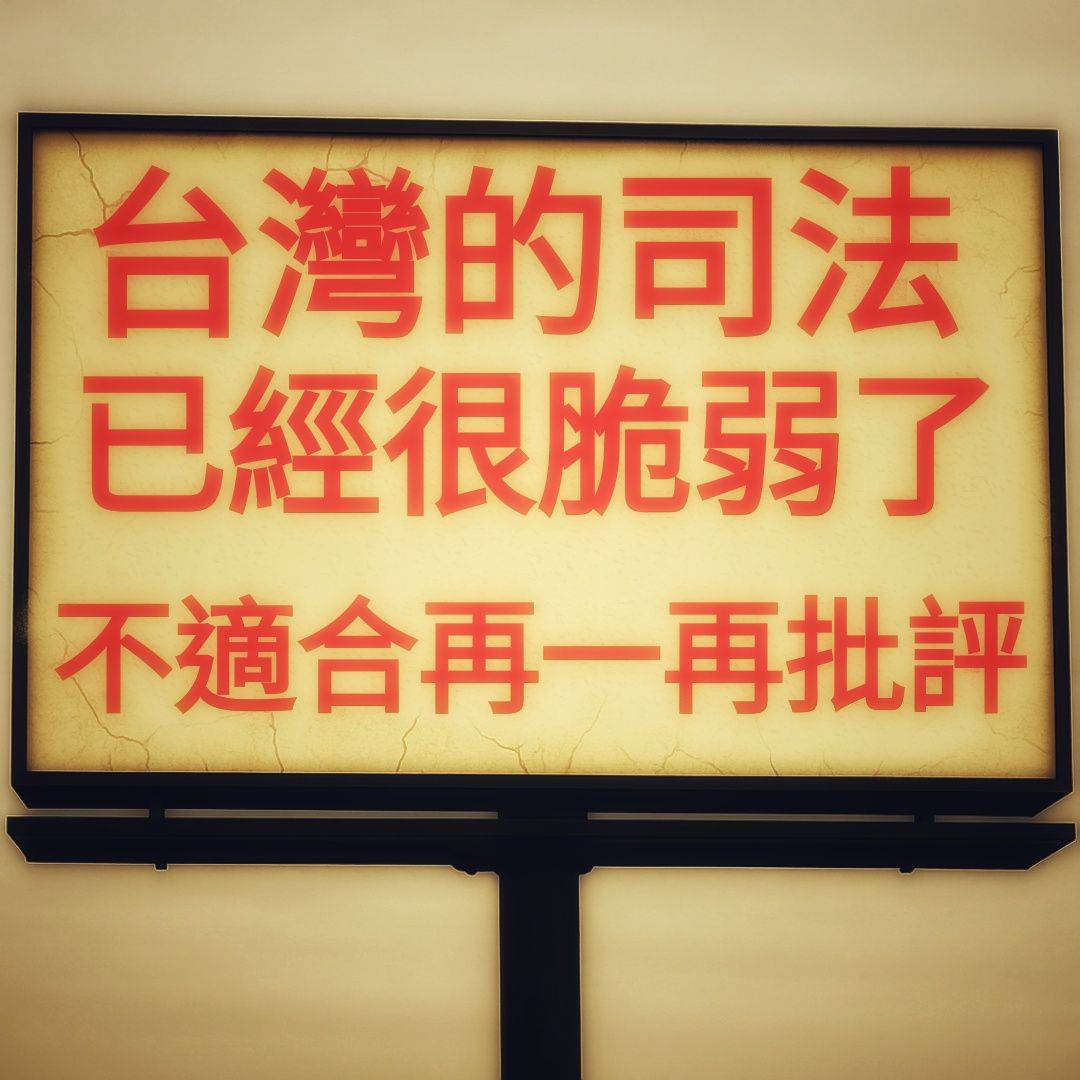 台灣的司法
已經很脆弱了
不適合再一再批評